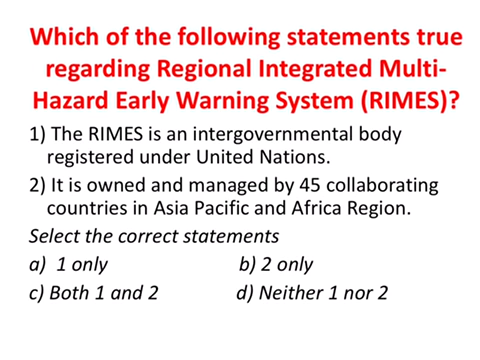 Which of the following statements true
regarding Regional Integrated Multi-
Hazard Early Warning System (RIMES)?
1) The RIMES is an intergovernmental body
registered under United Nations.
2) It is owned and managed by 45 collaborating
countries in Asia Pacific and Africa Region.
Select the correct statements
a) 1 only b) 2 only
c) Both 1 and 2 d) Neither 1 nor 2